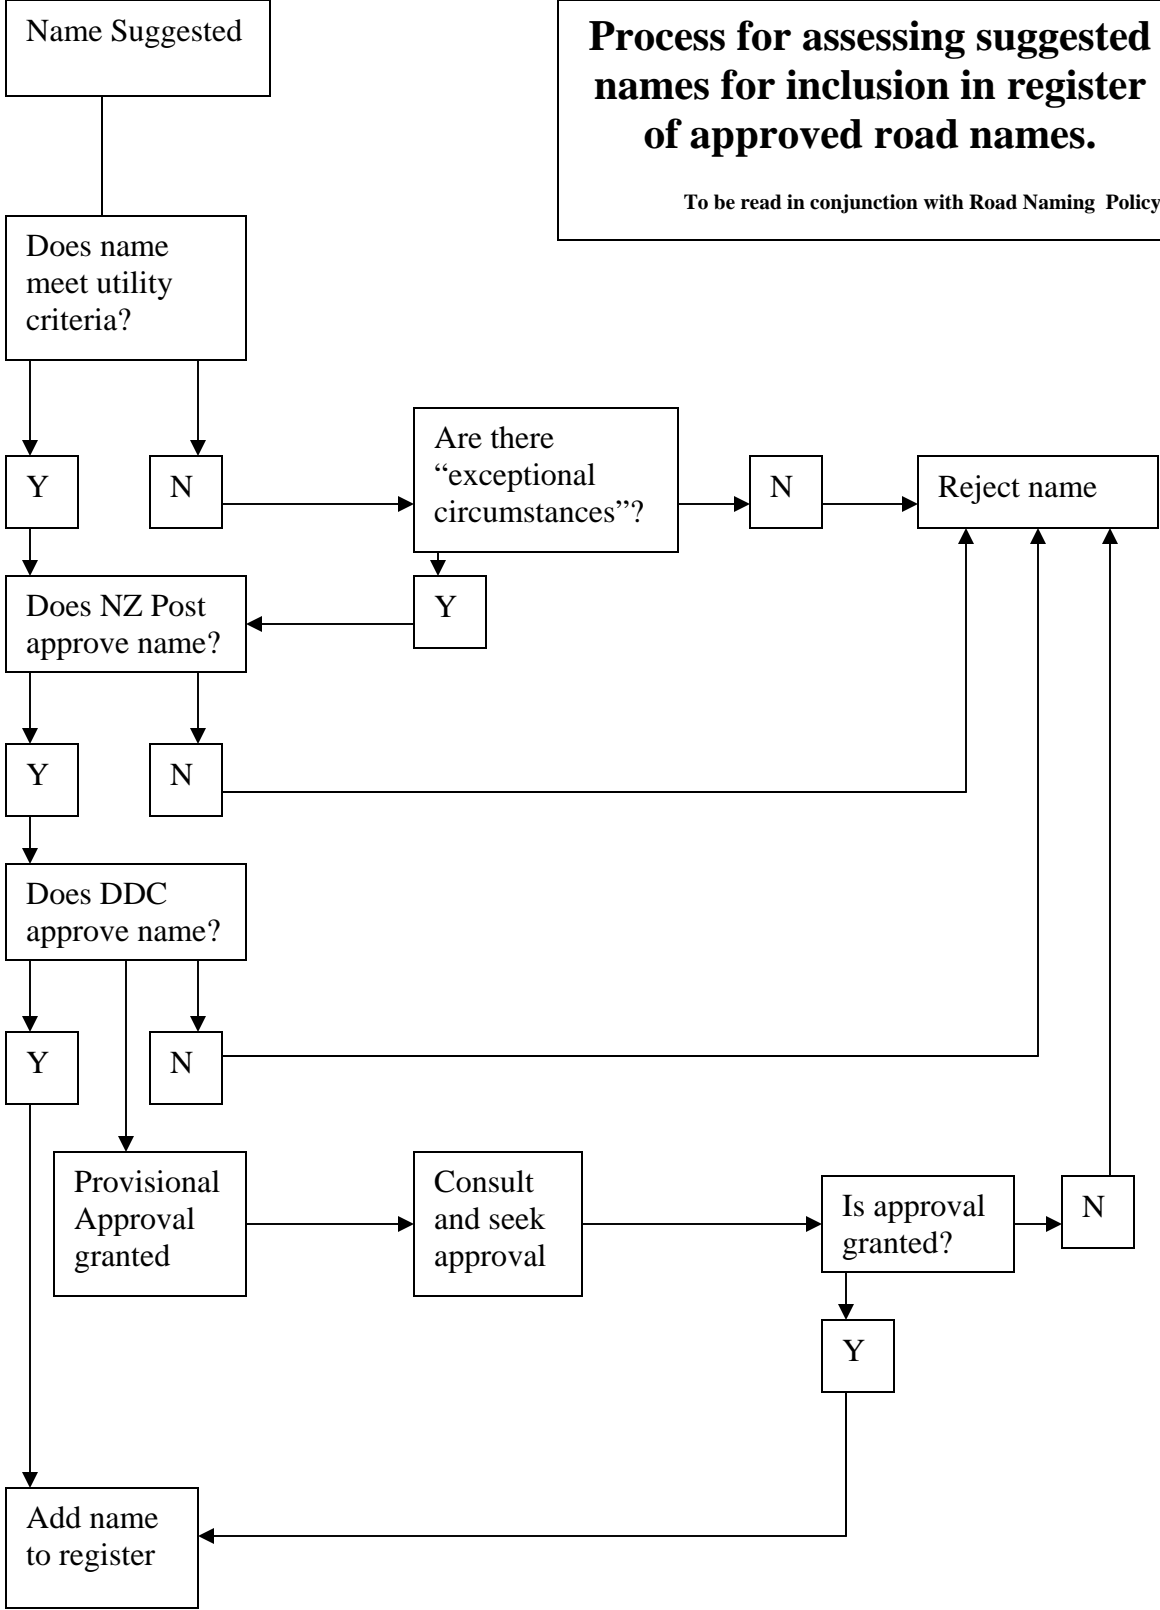 Name Suggested
Process for assessing suggested
names for inclusion in register
of approved road names.
To be read in conjunction with Road Naming Policy
Does name
meet utility
criteria?
Y
N
Are there
“exceptional
circumstances”?
N
Reject name
Y
Does NZ Post
approve name?
Y
N
Does DDC
approve name?
Y
N
Provisional
Approval
granted
Consult
and seek
approval
Is approval
granted?
N
Y
Add name
to register